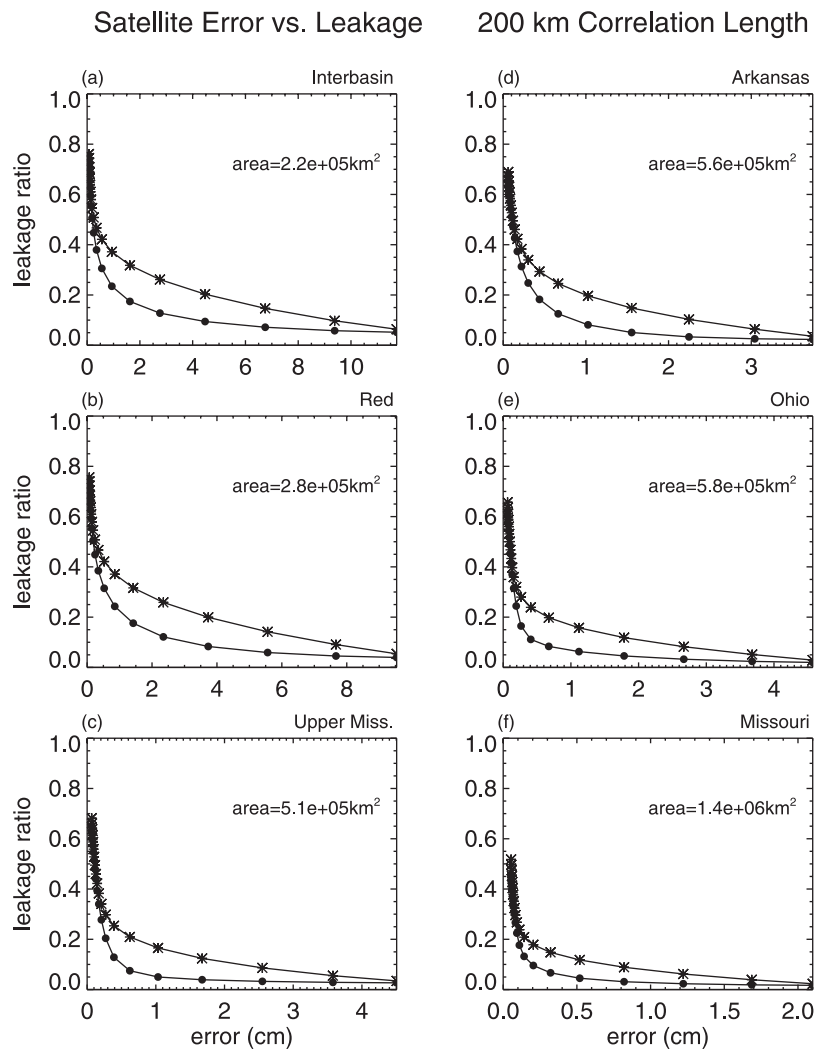 Satellite Error vs. Leakage 200 km Correlation Length
(a) Interbasin
1.0
0.8
0.6
0.4
0.2
0.0
leakage ratio
area=2.2e+05km²
0 2 4 6 8 10
(d) Arkansas
1.0
0.8
0.6
0.4
0.2
0.0
area=5.6e+05km²
0 1 2 3
(b) Red
1.0
0.8
0.6
0.4
0.2
0.0
leakage ratio
area=2.8e+05km²
0 2 4 6 8
(e) Ohio
1.0
0.8
0.6
0.4
0.2
0.0
area=5.8e+05km²
0 1 2 3 4
(c) Upper Miss.
1.0
0.8
0.6
0.4
0.2
0.0
leakage ratio
area=5.1e+05km²
0 1 2 3 4
error (cm)
(f) Missouri
1.0
0.8
0.6
0.4
0.2
0.0
area=1.4e+06km²
0.0 0.5 1.0 1.5 2.0
error (cm)